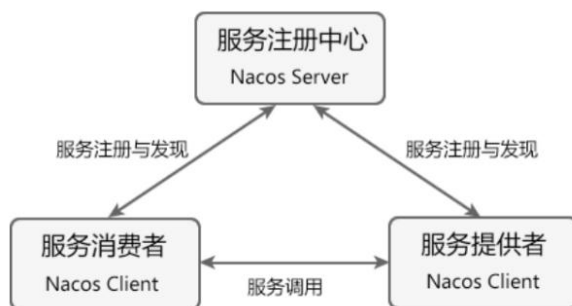 服务注册中心
Nacos Server
服务注册与发现
服务注册与发现
服务消费者
Nacos Client
服务调用
服务提供者
Nacos Client